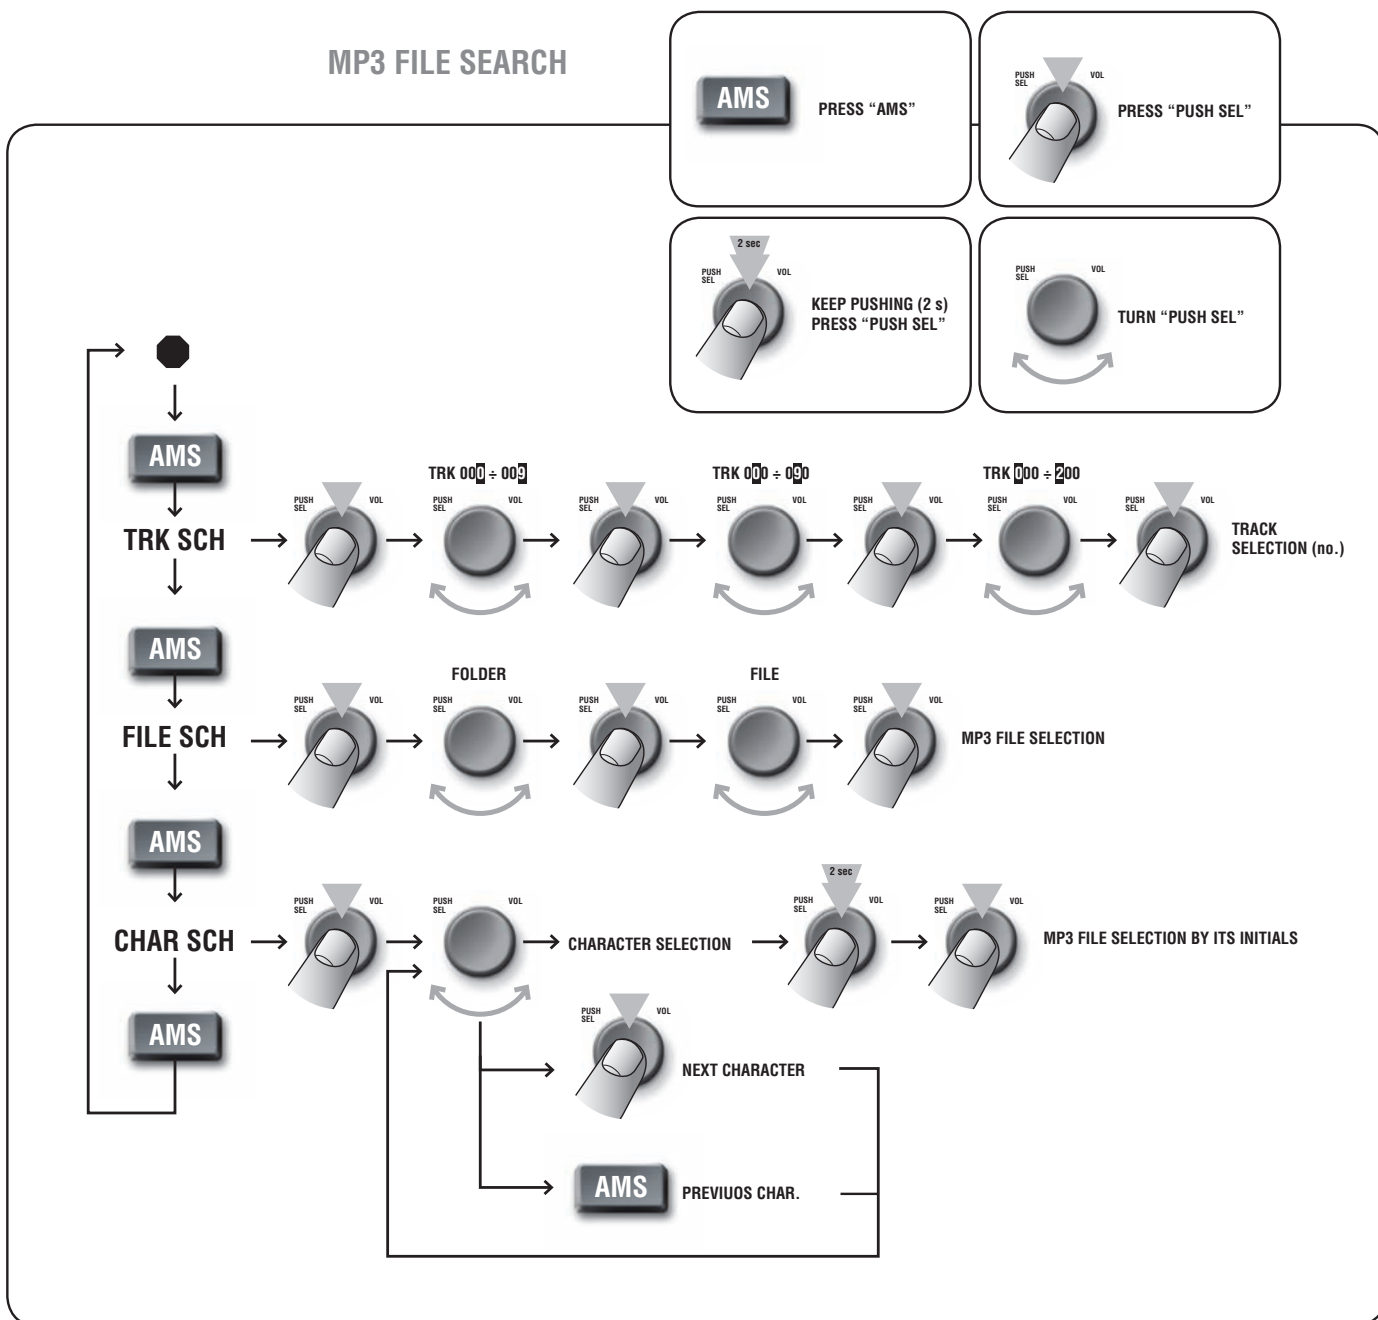 MP3 FILE SEARCH
AMS
PRESS “AMS”
PUSH SEL
VOL
PRESS “PUSH SEL”
2 sec
PUSH SEL
VOL
KEEP PUSHING (2 s)
PRESS “PUSH SEL”
PUSH SEL
VOL
TURN “PUSH SEL”
AMS
TRK SCH
PUSH SEL
VOL
TRK 000 ÷ 009
PUSH SEL
VOL
PUSH SEL
VOL
TRK 000 ÷ 090
PUSH SEL
VOL
PUSH SEL
VOL
TRK 000 ÷ 200
PUSH SEL
VOL
PUSH SEL
VOL
TRACK
SELECTION (no.)
AMS
FILE SCH
PUSH SEL
VOL
FOLDER
PUSH SEL
VOL
PUSH SEL
VOL
FILE
PUSH SEL
VOL
PUSH SEL
VOL
MP3 FILE SELECTION
AMS
CHAR SCH
PUSH SEL
VOL
PUSH SEL
VOL
CHARACTER SELECTION
2 sec
PUSH SEL
VOL
PUSH SEL
VOL
MP3 FILE SELECTION BY ITS INITIALS
AMS
PUSH SEL
VOL
NEXT CHARACTER
AMS
PREVIUOS CHAR.